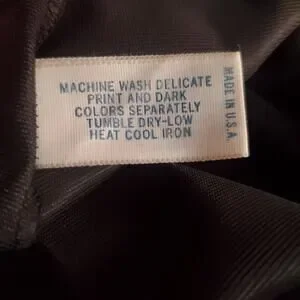 MACHINE WASH DELICATE
PRINT AND DARK
COLORS SEPARATELY
TUMBLE DRY-LOW
HEAT COOL IRON
MADE IN U.S.A.